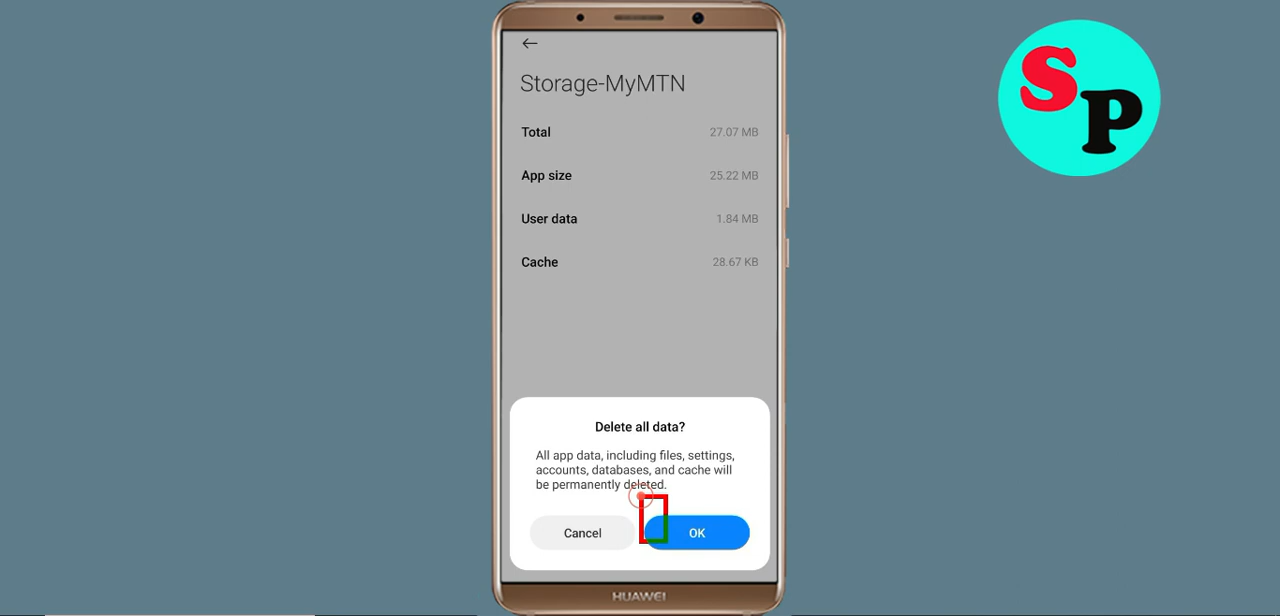 Storage-MyMTN
Total 27.07 MB
App size 25.22 MB
User data 1.84 MB
Cache 28.67 KB
Delete all data?
All app data, including files, settings,
accounts, databases, and cache will
be permanently deleted.
Cancel OK
HUAWEI
SP